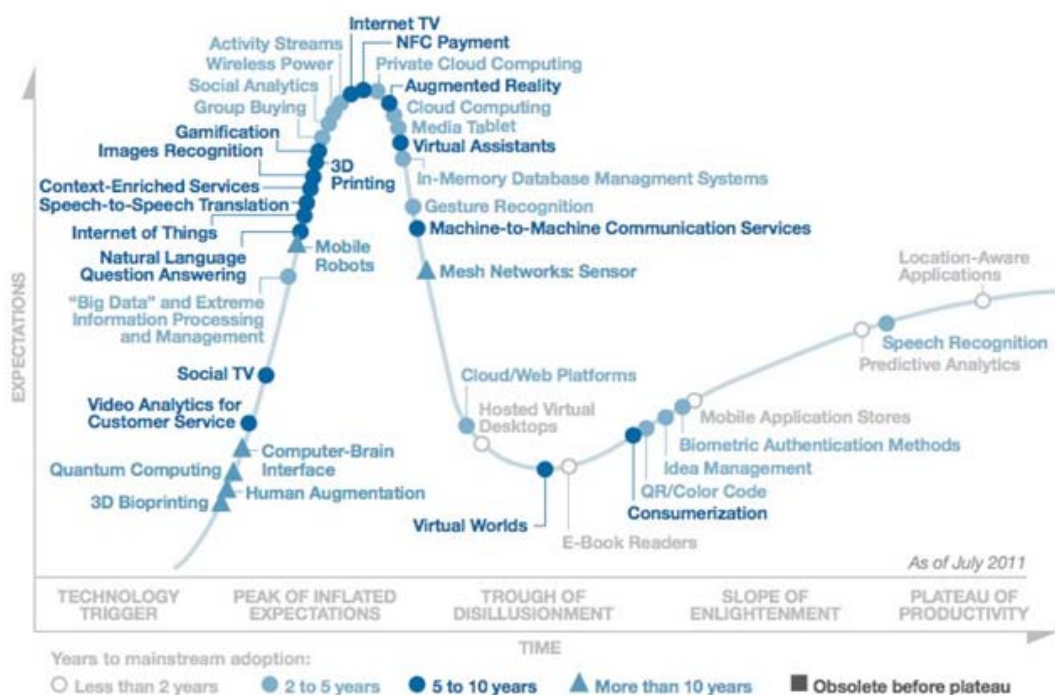 Internet TV
NFC Payment
Activity Streams
Wireless Power
Private Cloud Computing
Social Analytics
Augmented Reality
Group Buying
Cloud Computing
Media Tablet
Gamification
Virtual Assistants
Images Recognition
3D
Printing
In-Memory Database Managment Systems
Context-Enriched Services
Speech-to-Speech Translation
Gesture Recognition
Internet of Things
Machine-to-Machine Communication Services
Natural Language
Question Answering
Mobile
Robots
Mesh Networks: Sensor
Location-Aware
Applications
"Big Data" and Extreme
Information Processing
and Management
Speech Recognition
Predictive Analytics
Social TV
Cloud/Web Platforms
Video Analytics for
Customer Service
Hosted Virtual
Desktops
Mobile Application Stores
Biometric Authentication Methods
Computer-Brain
Interface
Idea Management
Quantum Computing
Human Augmentation
QR/Color Code
3D Bioprinting
Consumerization
Virtual Worlds
E-Book Readers
EXPECTATIONS
As of July 2011
TECHNOLOGY
TRIGGER
PEAK OF INFLATED
EXPECTATIONS
TROUGH OF
DISILLUSIONMENT
SLOPE OF
ENLIGHTENMENT
PLATEAU OF
PRODUCTIVITY
TIME
Years to mainstream adoption:
Less than 2 years
2 to 5 years
5 to 10 years
More than 10 years
Obsolete before plateau